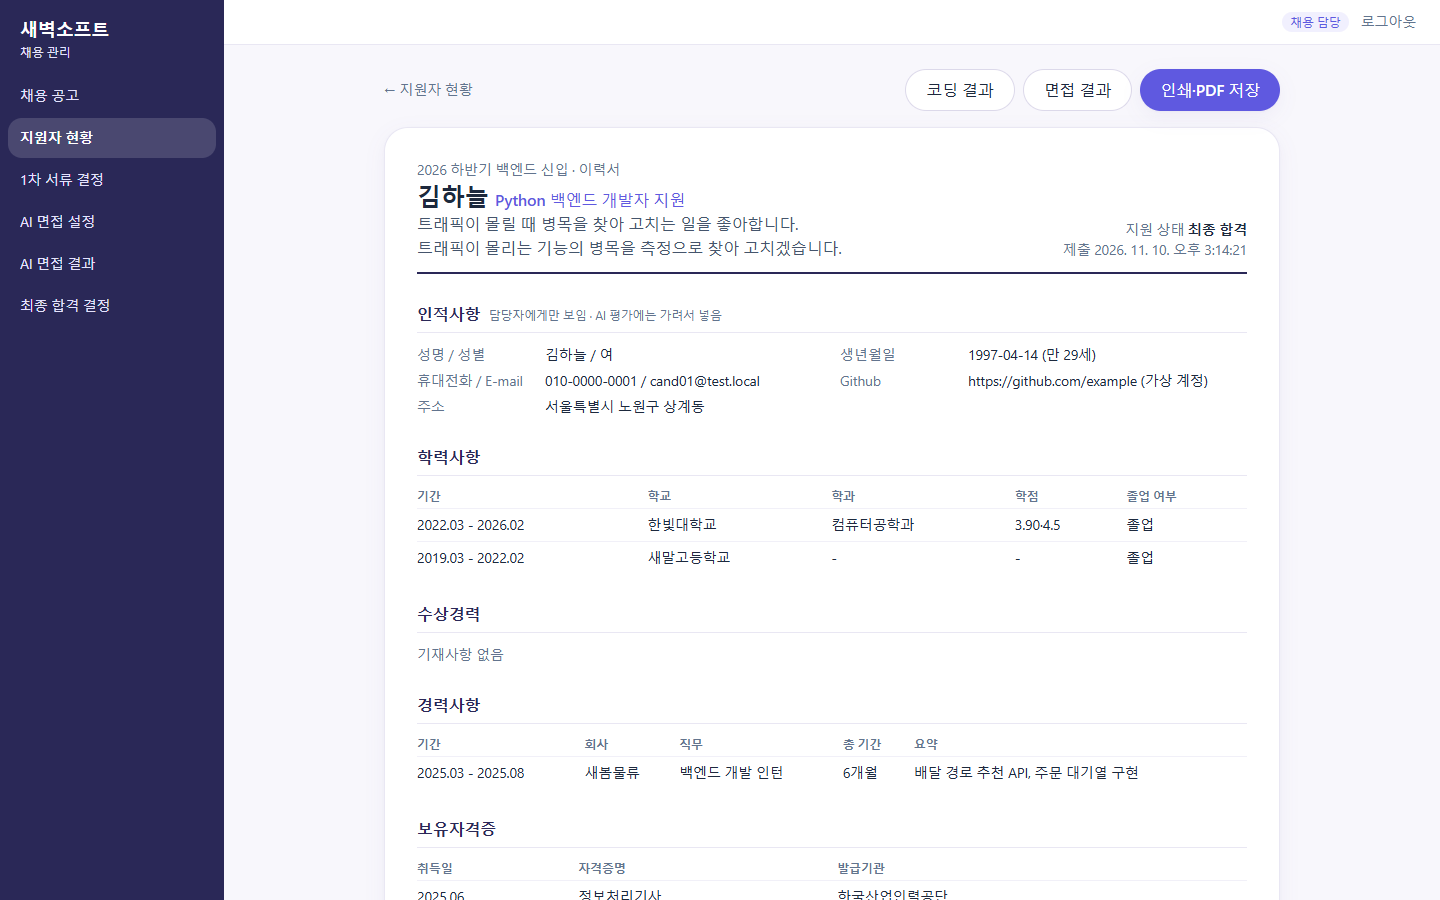 새벽소프트
채용 관리
채용 공고
지원자 현황
1차 서류 결정
AI 면접 설정
AI 면접 결과
최종 합격 결정
채용 담당 로그아웃
← 지원자 현황
코딩 결과 면접 결과 인쇄·PDF 저장
2026 하반기 백엔드 신입 · 이력서
김하늘 Python 백엔드 개발자 지원
트래픽이 몰릴 때 병목을 찾아 고치는 일을 좋아합니다.
트래픽이 몰리는 기능의 병목을 측정으로 찾아 고치겠습니다.
지원 상태 최종 합격
제출 2026. 11. 10. 오후 3:14:21
인적사항 담당자에게만 보임 · AI 평가에는 가려서 넣음
성명 / 성별 김하늘 / 여 생년월일 1997-04-14 (만 29세)
휴대전화 / E-mail 010-0000-0001 / cand01@test.local Github https://github.com/example (가상 계정)
주소 서울특별시 노원구 상계동
학력사항
기간 학교 학과 학점 졸업 여부
2022.03 - 2026.02 한빛대학교 컴퓨터공학과 3.90·4.5 졸업
2019.03 - 2022.02 새말고등학교 - - 졸업
수상경력
기재사항 없음
경력사항
기간 회사 직무 총 기간 요약
2025.03 - 2025.08 새봄물류 백엔드 개발 인턴 6개월 배달 경로 추천 API, 주문 대기열 구현
보유자격증
취득일 자격증명 발급기관
2025.06 정보처리기사 한국산업인력공단